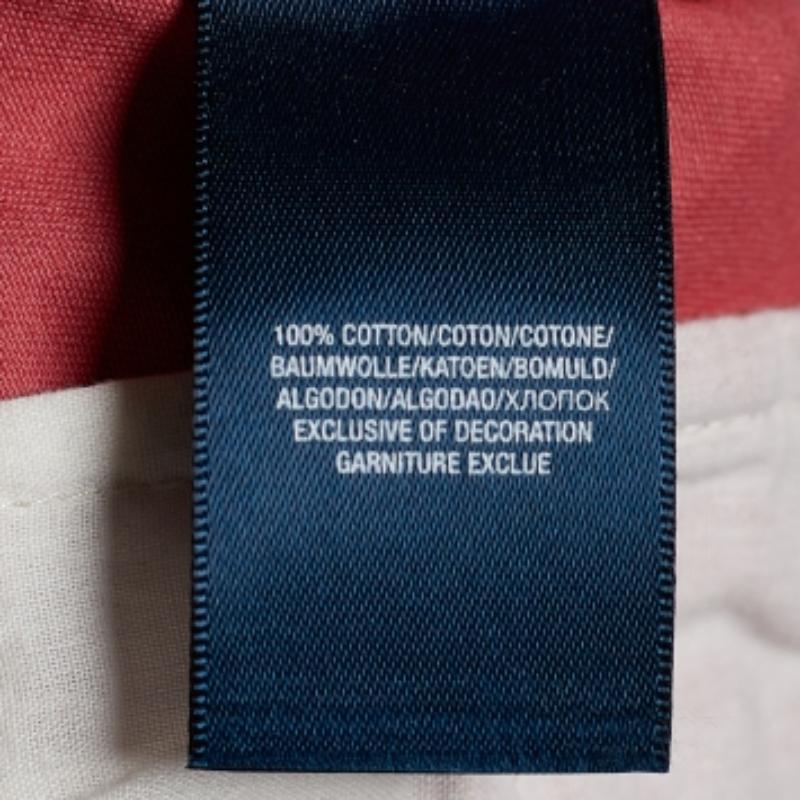 100% COTTON/COTON/COTONE/
BAUMWOLLE/KATOEN/BOMULD/
ALGODON/ALGODAO/ХЛОПОК
EXCLUSIVE OF DECORATION
GARNITURE EXCLUE